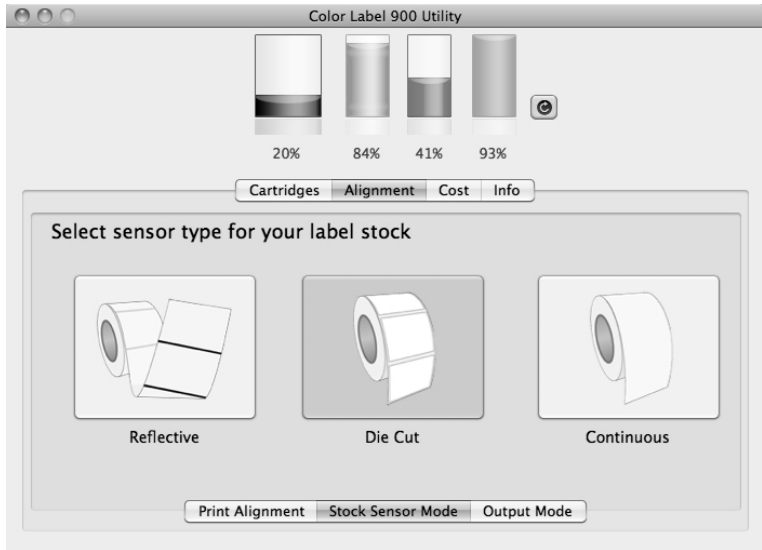 Color Label 900 Utility
20% 84% 41% 93%
Cartridges Alignment Cost Info
Select sensor type for your label stock
Reflective Die Cut Continuous
Print Alignment Stock Sensor Mode Output Mode